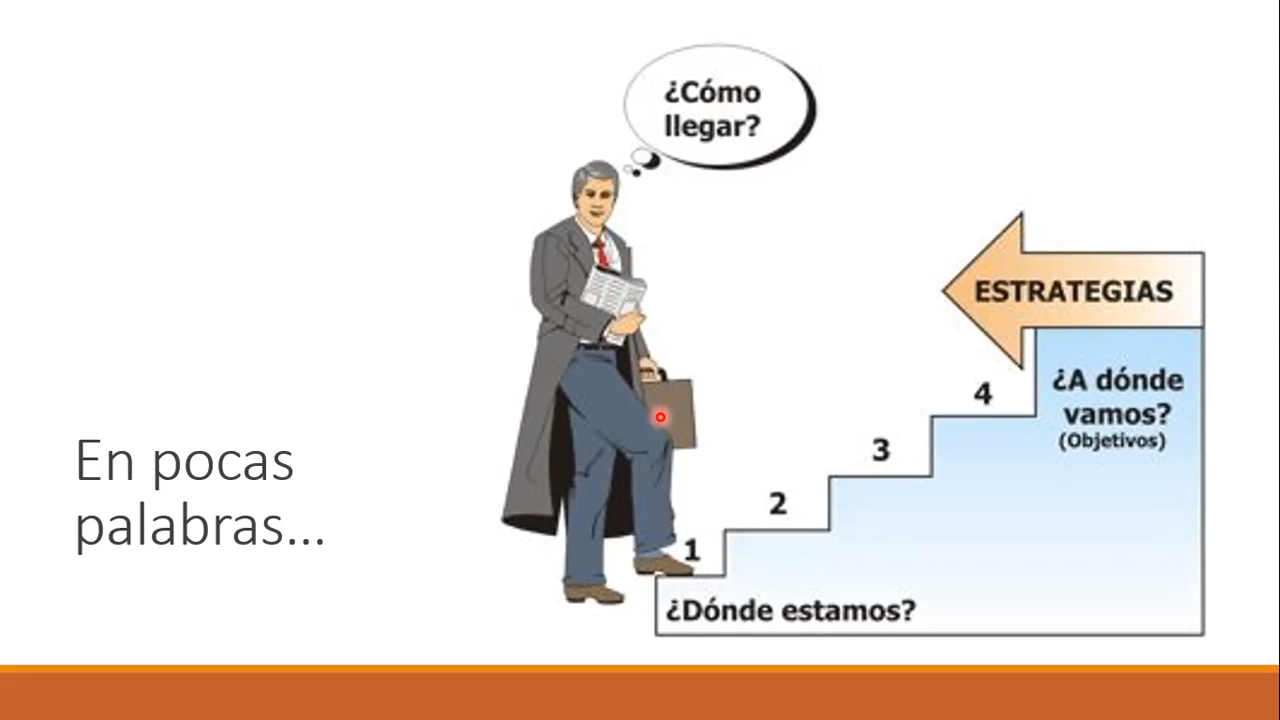 En pocas
palabras...
¿Cómo
llegar?
ESTRATEGIAS
¿A dónde
vamos?
(Objetivos)
4
3
2
1
¿Dónde estamos?